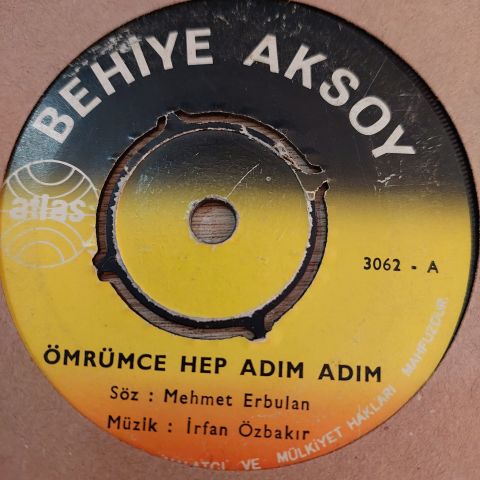 BEHİYE AKSOY
atlas
3062 - A
ÖMRÜMCE HEP ADIM ADIM
Söz : Mehmet Erbulan
Müzik : İrfan Özbakır
VE MÜLKİYET HAKLARI MAHFUZDUR.